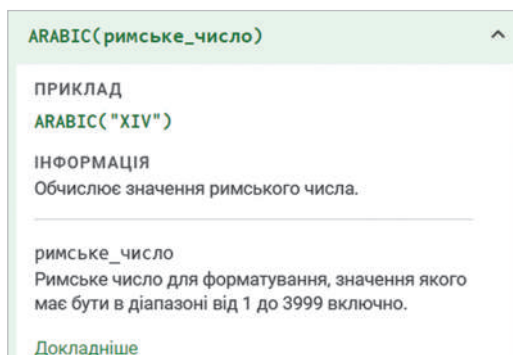 ARABIC(римське_число)
ПРИКЛАД
ARABIC("XIV")
ІНФОРМАЦІЯ
Обчислює значення римського числа.
римське_число
Римське число для форматування, значення якого
має бути в діапазоні від 1 до 3999 включно.
Докладніше